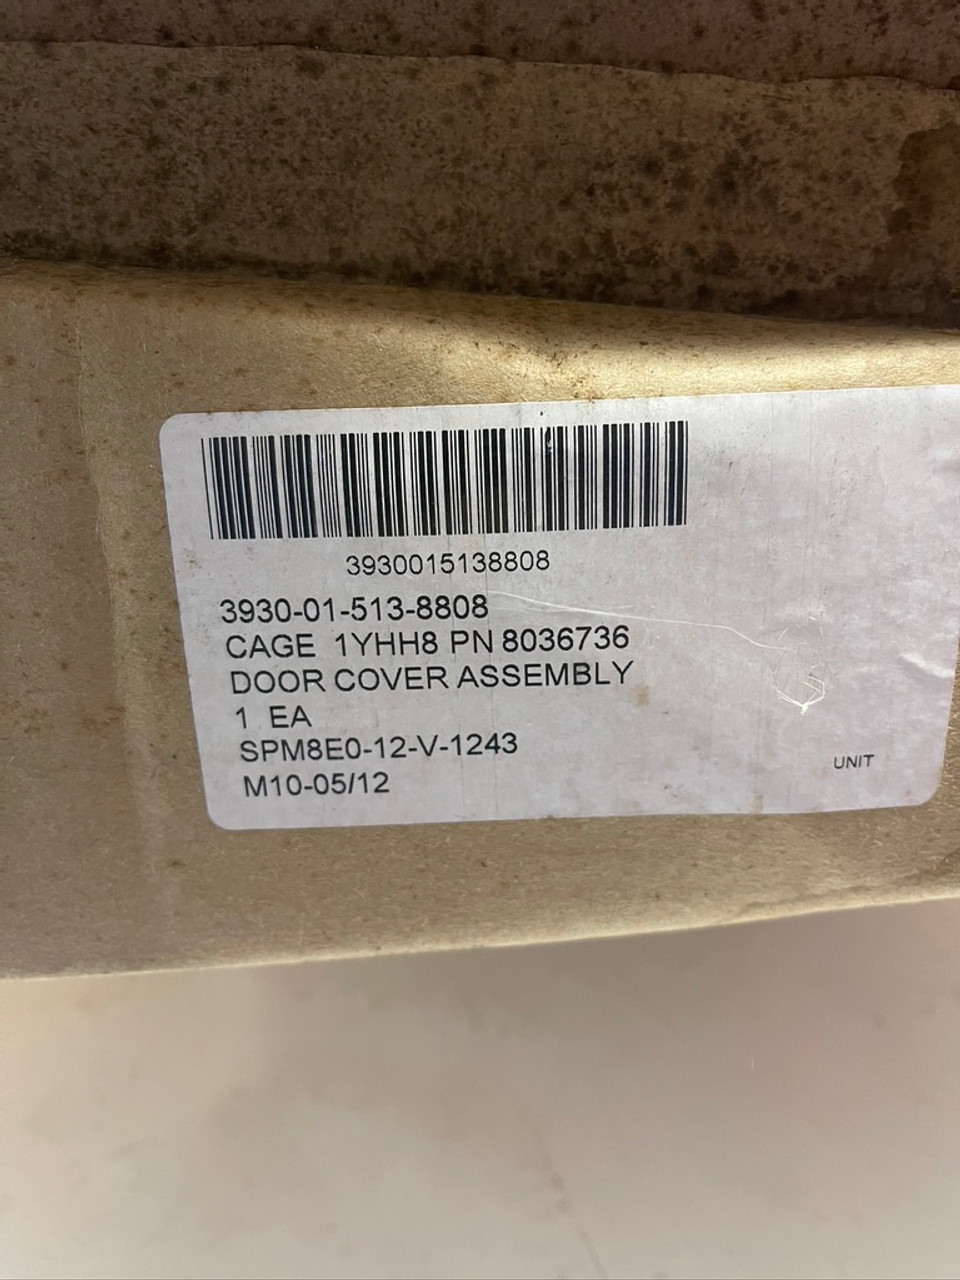 3930015138808
3930-01-513-8808
CAGE 1YHH8 PN 8036736
DOOR COVER ASSEMBLY
1 EA
SPM8E0-12-V-1243
M10-05/12
UNIT